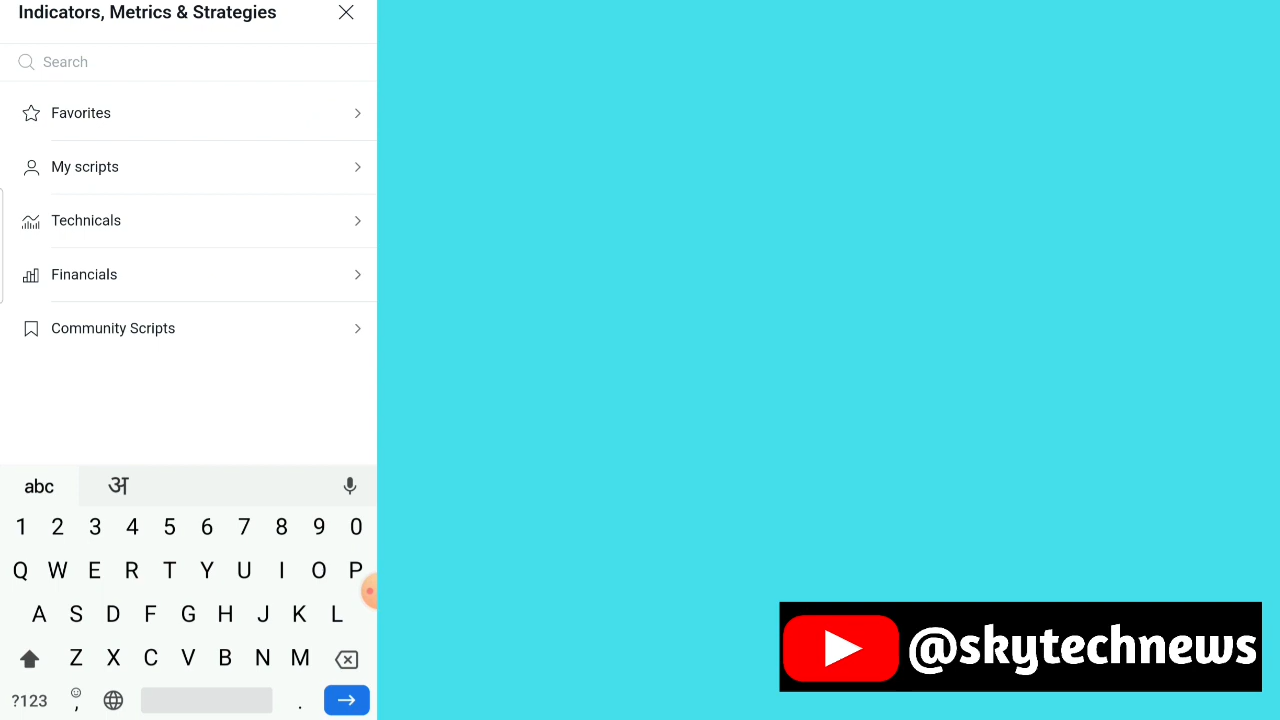 Indicators, Metrics & Strategies
Search
Favorites
My scripts
Technicals
Financials
Community Scripts
abc अ
1 2 3 4 5 6 7 8 9 0
Q W E R T Y U I O P
A S D F G H J K L
Z X C V B N M
?123 , .
@skytechnews